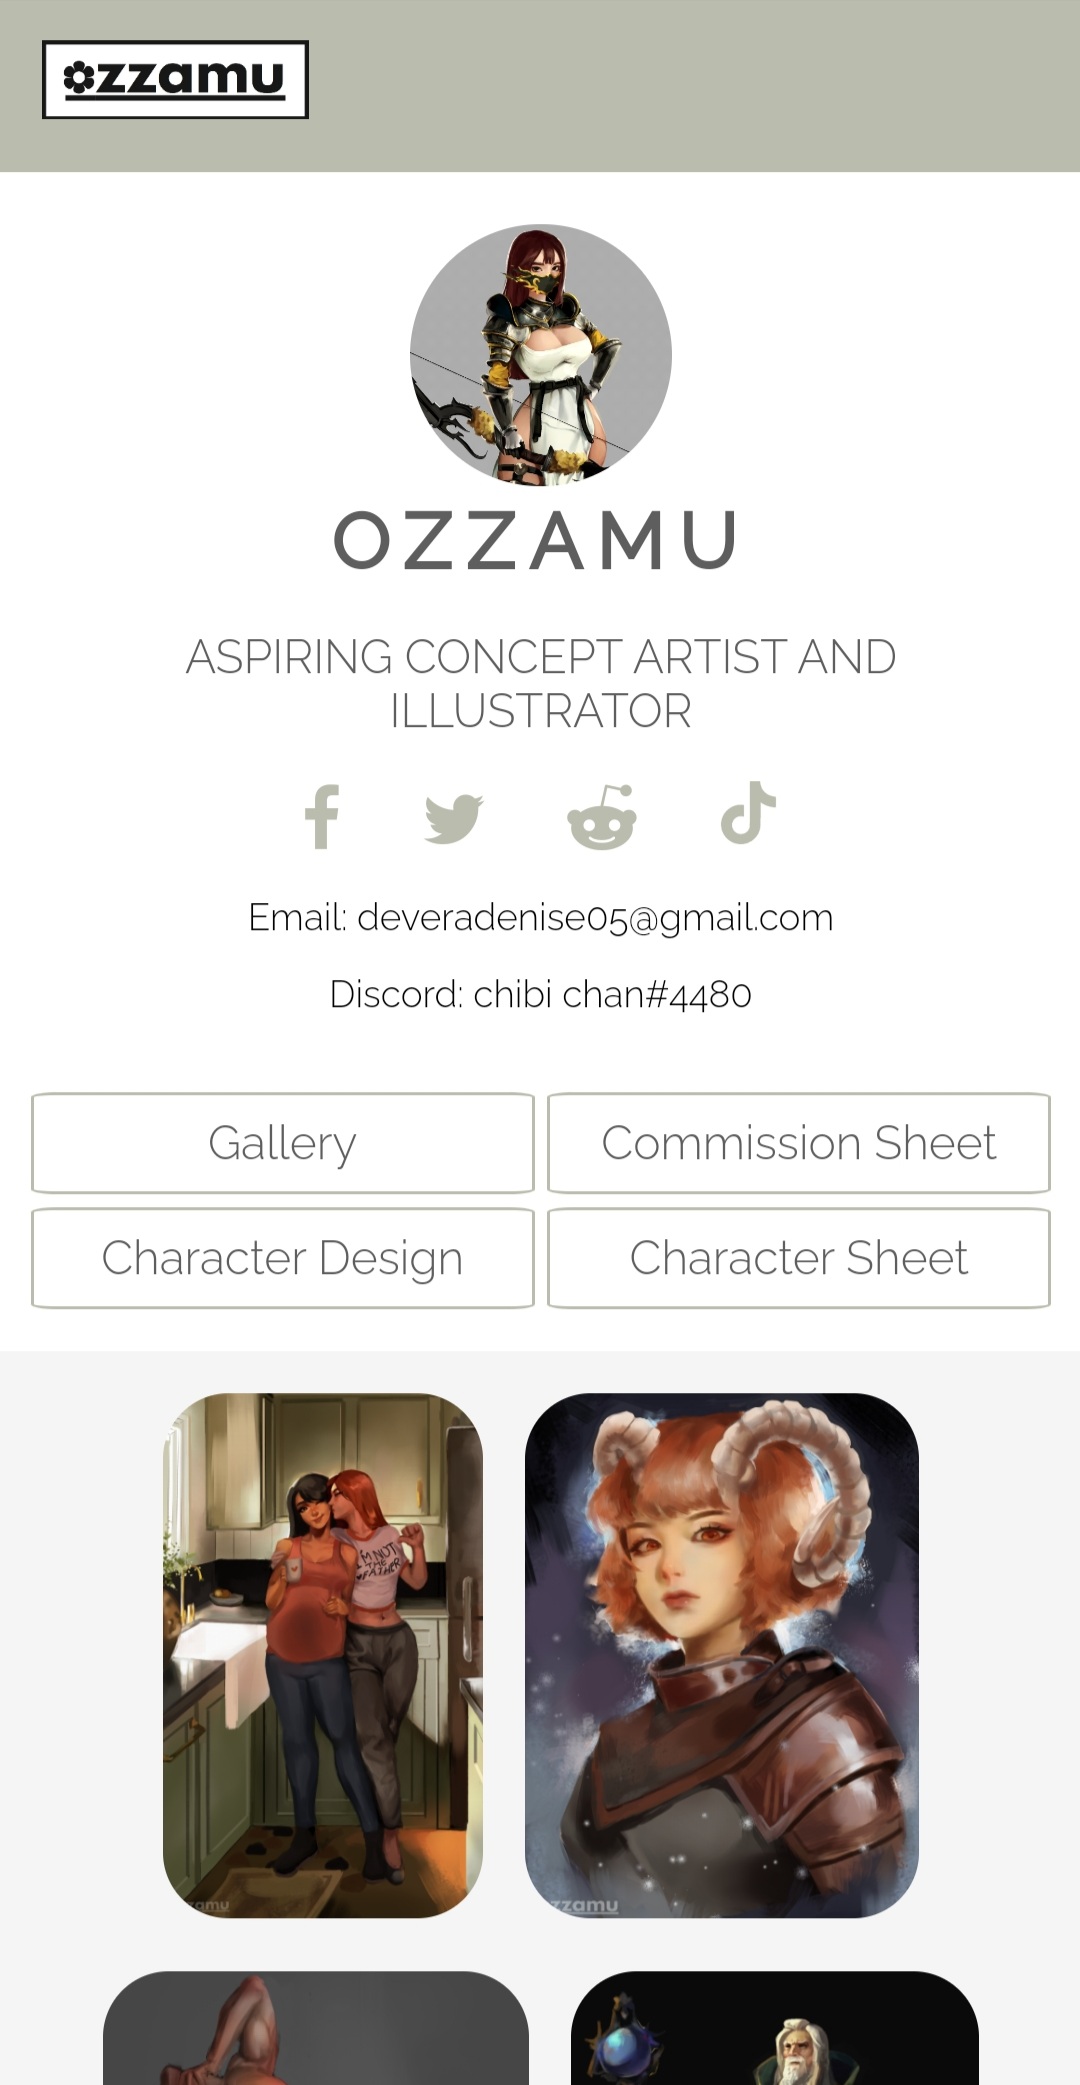 ozzamu
OZZAMU
ASPIRING CONCEPT ARTIST AND
ILLUSTRATOR
Email: deveradenise05@gmail.com
Discord: chibi chan#4480
Gallery
Commission Sheet
Character Design
Character Sheet
I'M NOT
THE
FATHER
zamu
zzamu